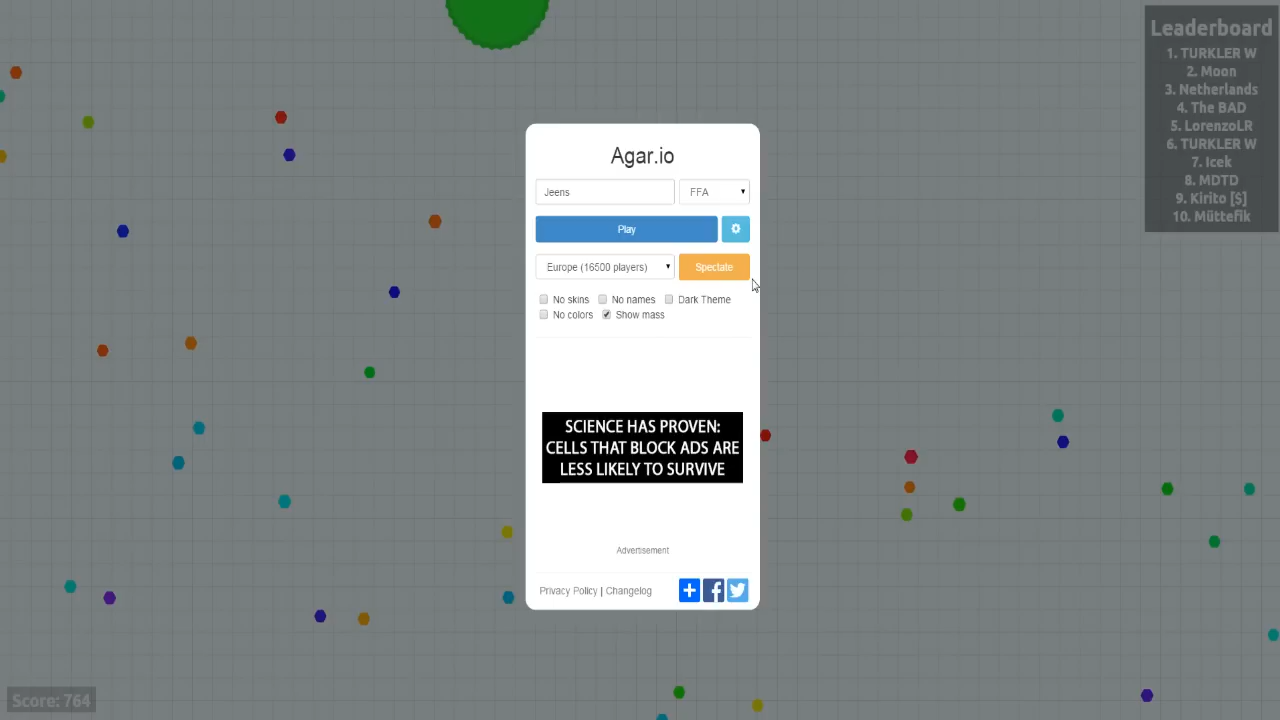 Agar.io
Jeens
FFA
Play
Europe (16500 players)
Spectate
No skins No names Dark Theme
No colors Show mass
SCIENCE HAS PROVEN:
CELLS THAT BLOCK ADS ARE
LESS LIKELY TO SURVIVE
Advertisement
Privacy Policy | Changelog
Leaderboard
1. TURKLER W
2. Moon
3. Netherlands
4. The BAD
5. LorenzoLR
6. TURKLER W
7. Icek
8. MDTD
9. Kirito [$]
10. Müttefik
Score: 764